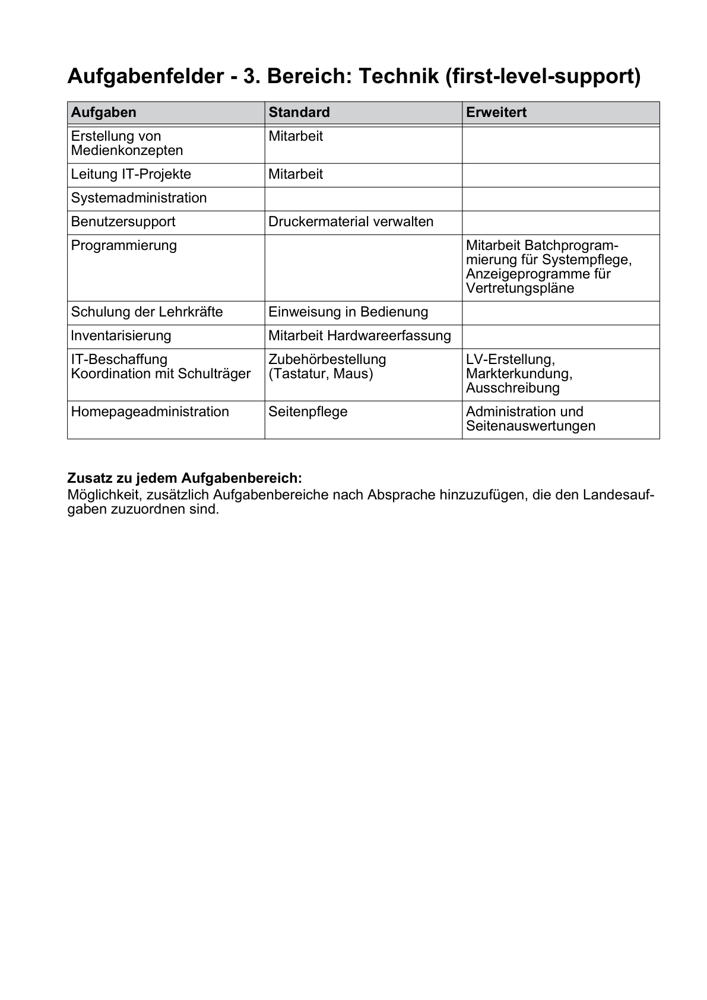 Aufgabenfelder - 3. Bereich: Technik (first-level-support)
Aufgaben Standard Erweitert
Erstellung von Mitarbeit
Medienkonzepten
Leitung IT-Projekte Mitarbeit
Systemadministration
Benutzersupport Druckermaterial verwalten
Programmierung Mitarbeit Batchprogram-
mierung für Systempflege,
Anzeigeprogramme für
Vertretungspläne
Schulung der Lehrkräfte Einweisung in Bedienung
Inventarisierung Mitarbeit Hardwareerfassung
IT-Beschaffung Zubehörbestellung LV-Erstellung,
Koordination mit Schulträger (Tastatur, Maus) Markterkundung,
Ausschreibung
Homepageadministration Seitenpflege Administration und
Seitenauswertungen
Zusatz zu jedem Aufgabenbereich:
Möglichkeit, zusätzlich Aufgabenbereiche nach Absprache hinzuzufügen, die den Landesauf-
gaben zuzuordnen sind.